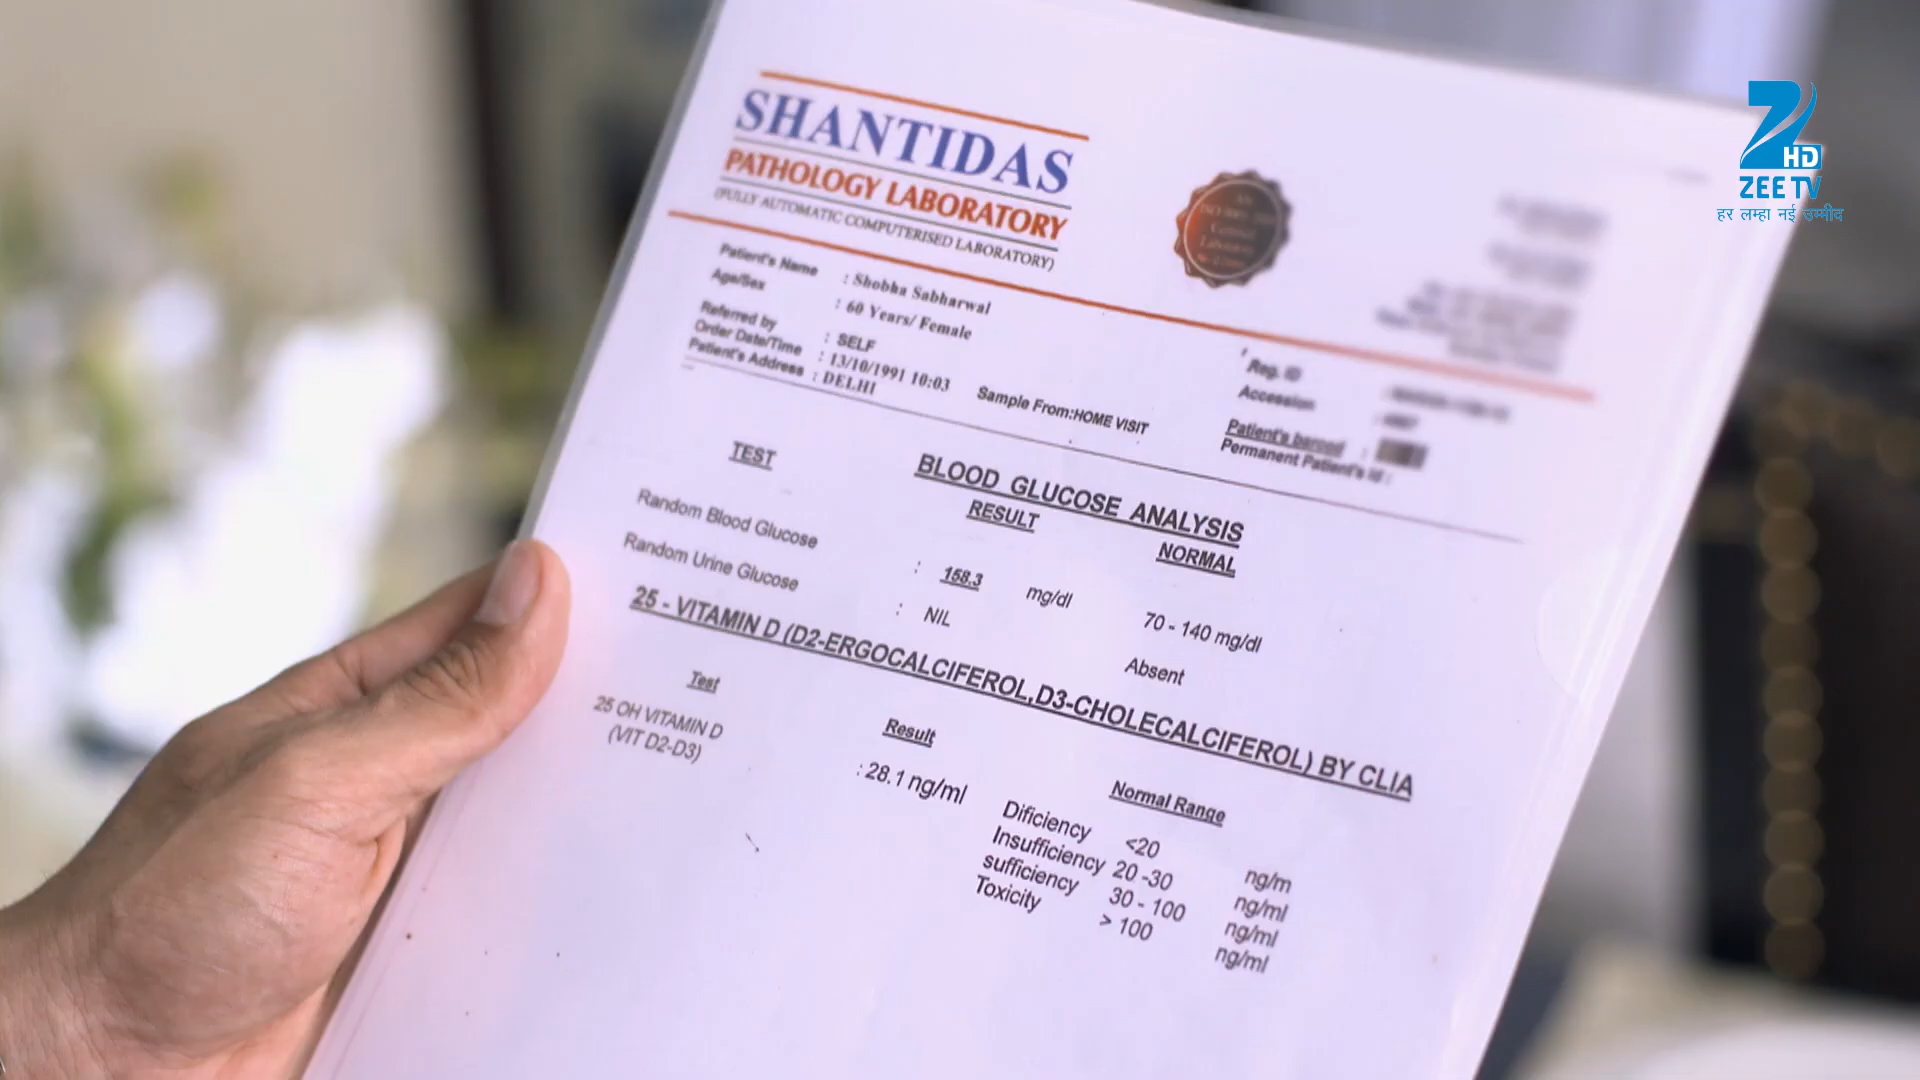 SHANTIDAS
PATHOLOGY LABORATORY
(FULLY AUTOMATIC COMPUTERISED LABORATORY)
HD
ZEE TV
हर लम्हा नई उम्मीद
Patient's Name : Shobha Sabharwal
Age/Sex : 60 Years/ Female
Referred by : SELF
Order Date/Time : 13/10/1991 10:03
Patient's Address : DELHI
Sample From:HOME VISIT
Reg. ID
Accession
Patient's barcod :
Permanent Patient's Id :
BLOOD GLUCOSE ANALYSIS
TEST RESULT NORMAL
Random Blood Glucose : 158.3 mg/dl 70 - 140 mg/dl
Random Urine Glucose : NIL Absent
25 - VITAMIN D (D2-ERGOCALCIFEROL,D3-CHOLECALCIFEROL) BY CLIA
Test Result Normal Range
25 OH VITAMIN D : 28.1 ng/ml
(VIT D2-D3)
Dificiency <20 ng/m
Insufficiency 20 -30 ng/ml
sufficiency 30 - 100 ng/ml
Toxicity > 100 ng/ml